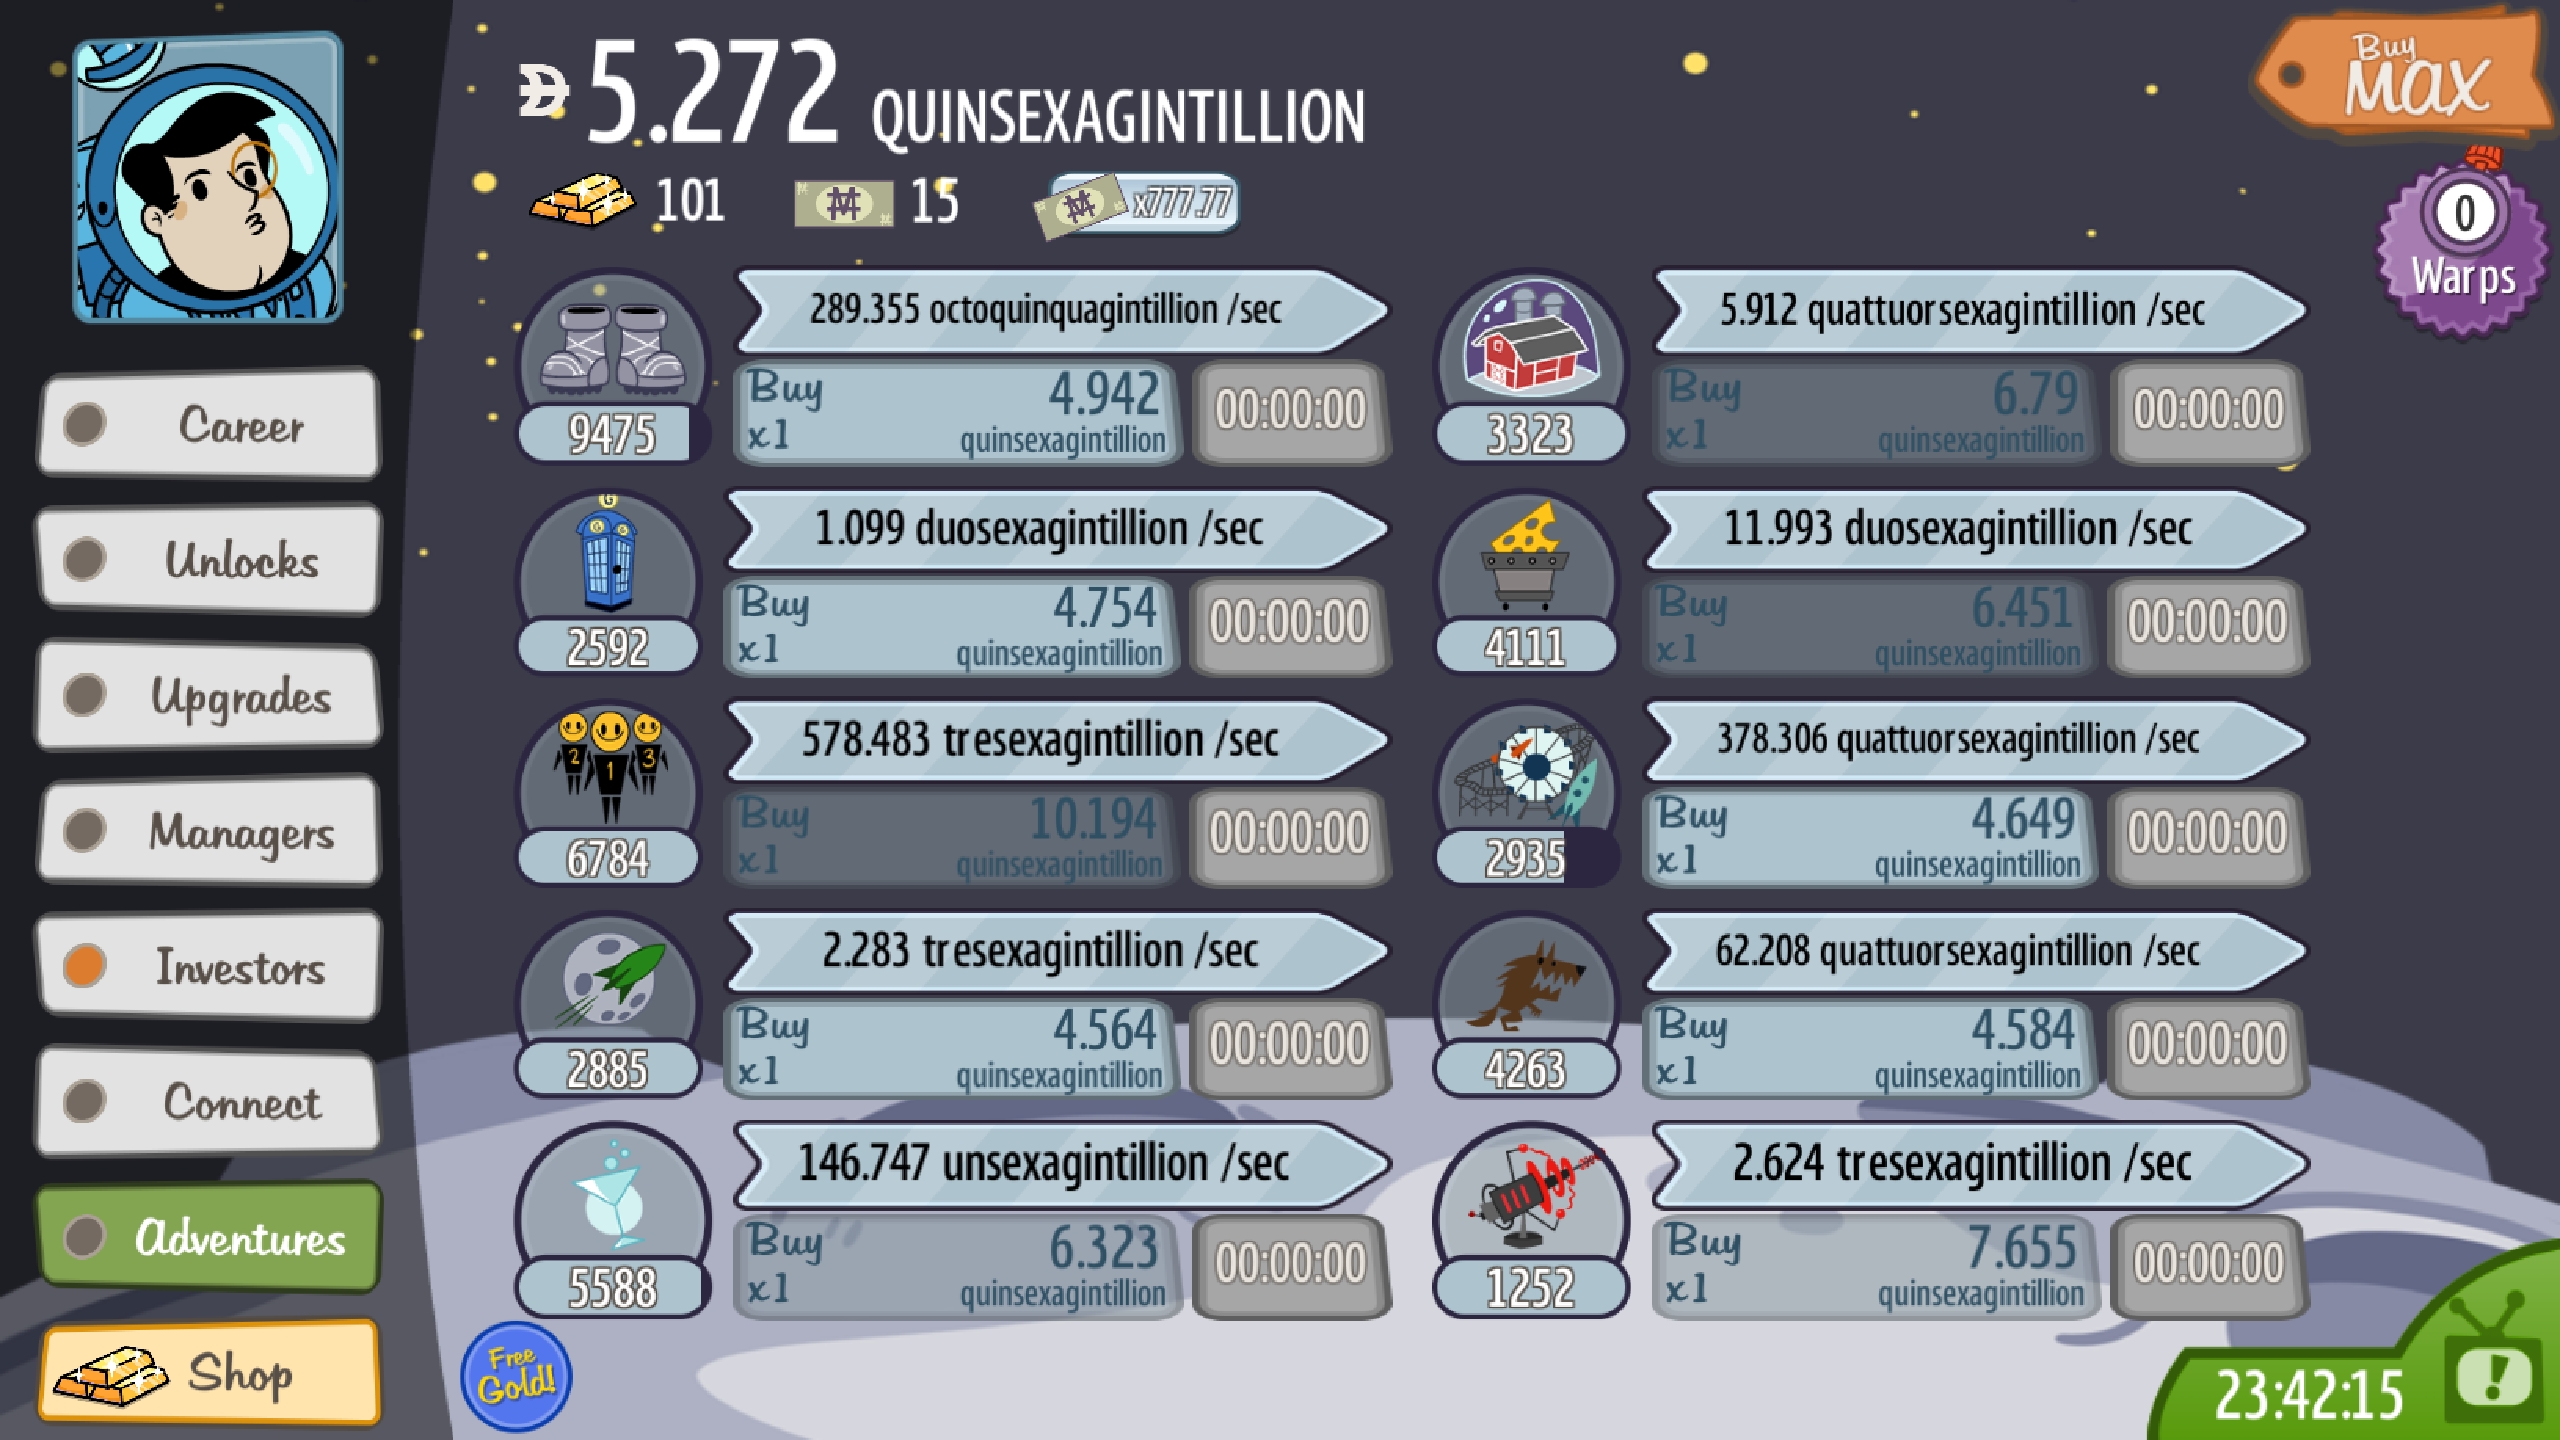 5.272 QUINSEXAGINTILLION
Buy
MAX
101
15
x777.77
0
Warps
Career
Unlocks
Upgrades
Managers
Investors
Connect
Adventures
Shop
289.355 octoquinquagintillion /sec
9475
Buy
x1
4.942
quinsexagintillion
00:00:00
5.912 quattuorsexagintillion /sec
3323
Buy
x1
6.79
quinsexagintillion
00:00:00
G
G G
1.099 duosexagintillion /sec
2592
Buy
x1
4.754
quinsexagintillion
00:00:00
11.993 duosexagintillion /sec
4111
Buy
x1
6.451
quinsexagintillion
00:00:00
2 1 3
578.483 tresexagintillion /sec
6784
Buy
x1
10.194
quinsexagintillion
00:00:00
378.306 quattuorsexagintillion /sec
2935
Buy
x1
4.649
quinsexagintillion
00:00:00
2.283 tresexagintillion /sec
2885
Buy
x1
4.564
quinsexagintillion
00:00:00
62.208 quattuorsexagintillion /sec
4263
Buy
x1
4.584
quinsexagintillion
00:00:00
146.747 unsexagintillion /sec
5588
Buy
x1
6.323
quinsexagintillion
00:00:00
2.624 tresexagintillion /sec
1252
Buy
x1
7.655
quinsexagintillion
00:00:00
Free
Gold!
23:42:15
!